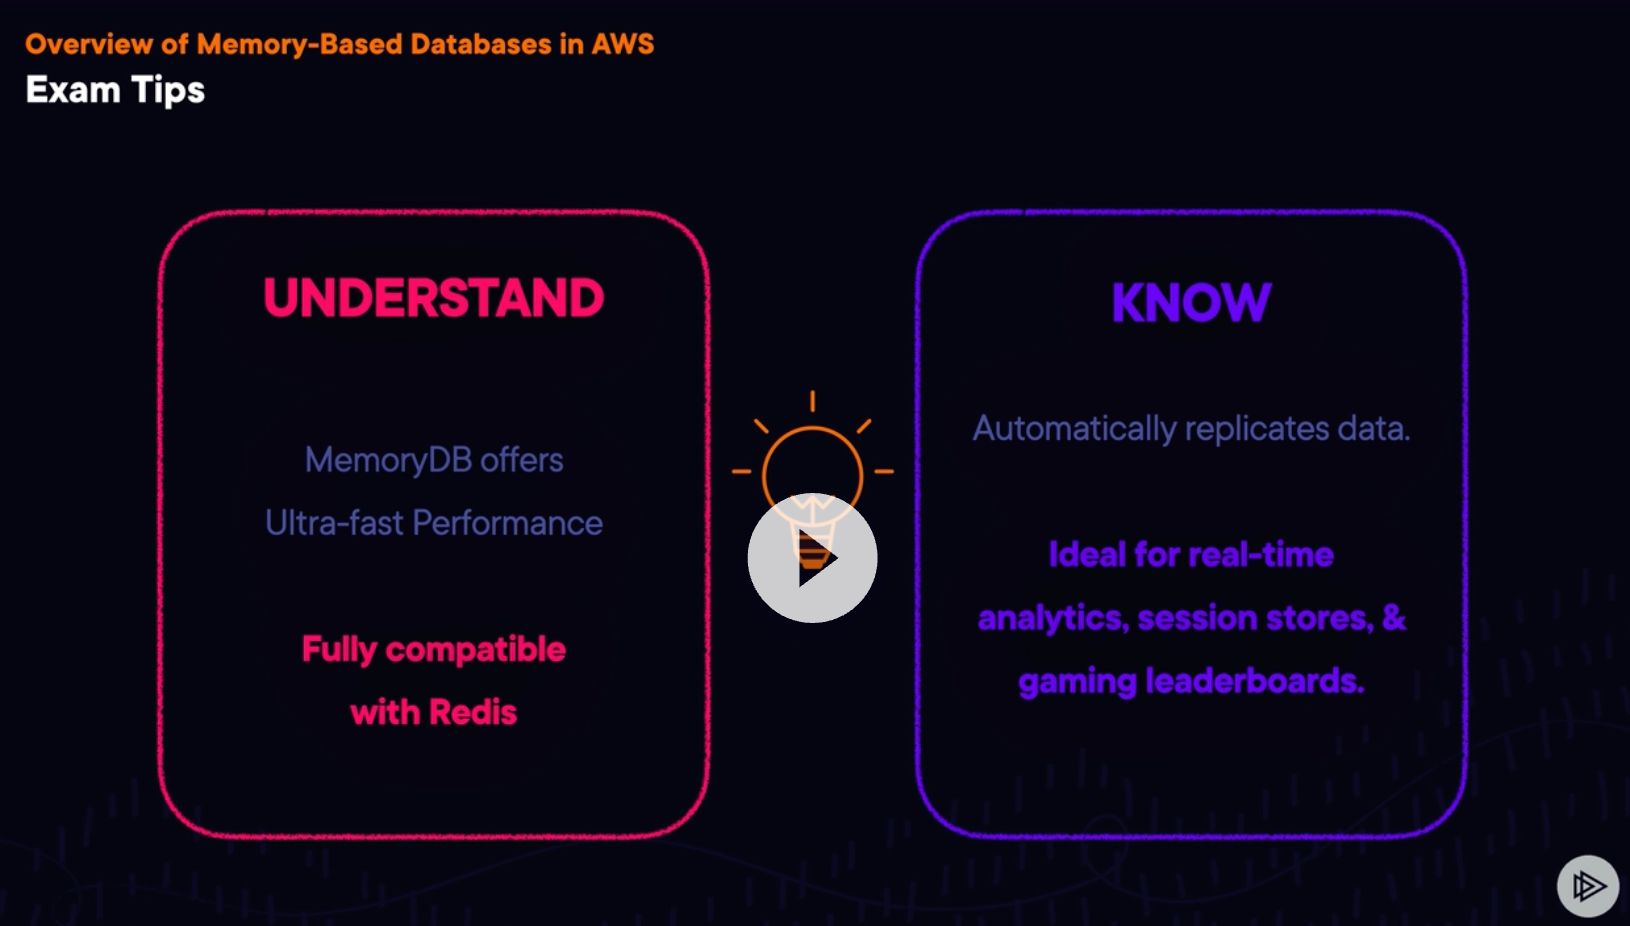 Overview of Memory-Based Databases in AWS
Exam Tips
UNDERSTAND
MemoryDB offers
Ultra-fast Performance
Fully compatible
with Redis
KNOW
Automatically replicates data.
Ideal for real-time
analytics, session stores, &
gaming leaderboards.